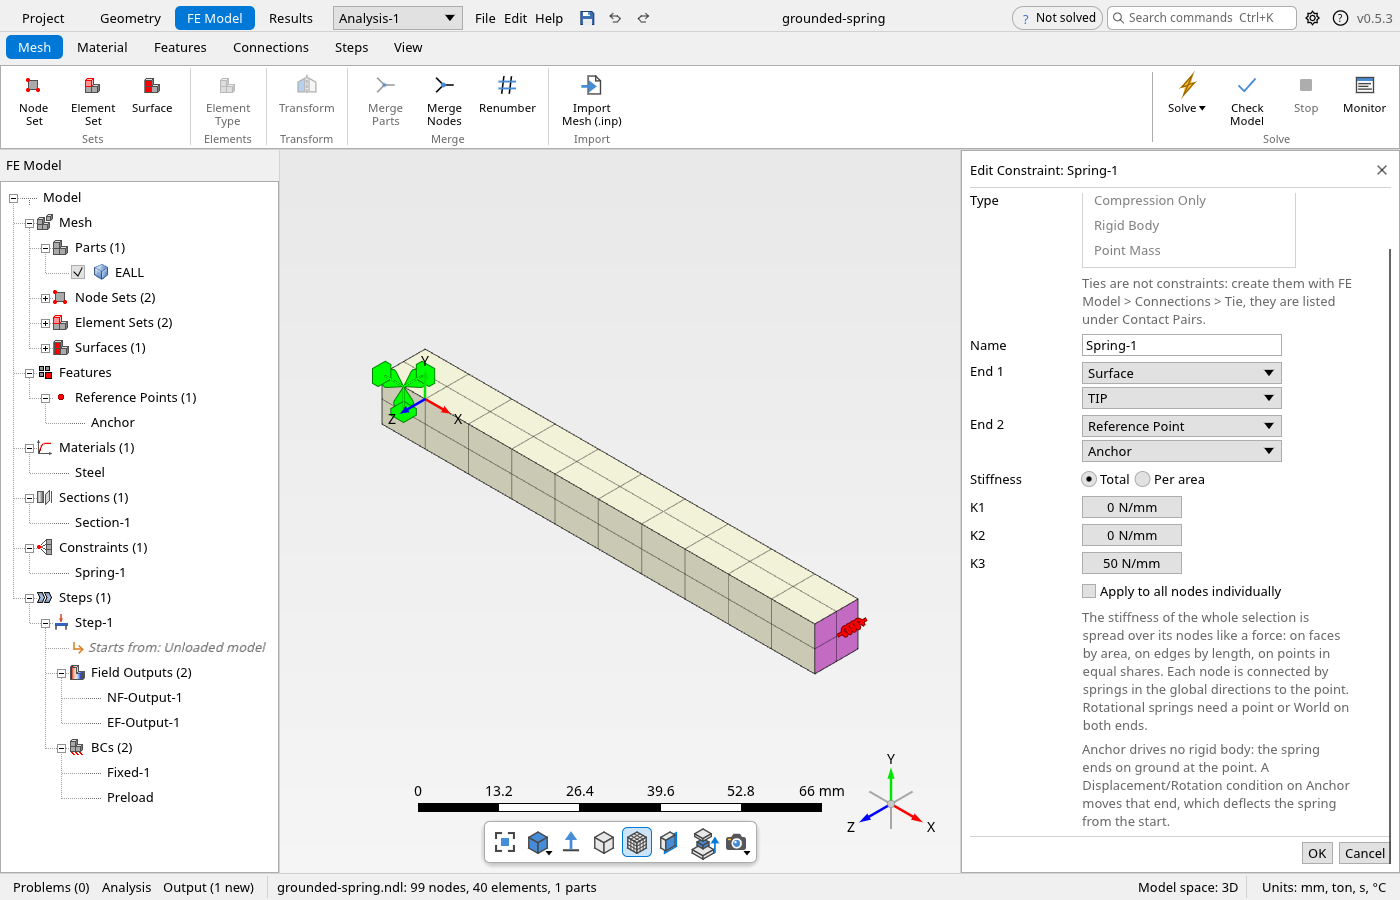 Project
Geometry
FE Model
Results
Analysis-1
File Edit Help
grounded-spring
? Not solved
Search commands Ctrl+K
v0.5.3
Mesh
Material
Features
Connections
Steps
View
Node Set
Element Set
Surface
Sets
Element Type
Elements
Transform
Transform
Merge Parts
Merge Nodes
Renumber
Merge
Import Mesh (.inp)
Import
Solve
Check Model
Stop
Monitor
Solve
FE Model
Model
Mesh
Parts (1)
EALL
Node Sets (2)
Element Sets (2)
Surfaces (1)
Features
Reference Points (1)
Anchor
Materials (1)
Steel
Sections (1)
Section-1
Constraints (1)
Spring-1
Steps (1)
Step-1
Starts from: Unloaded model
Field Outputs (2)
NF-Output-1
EF-Output-1
BCs (2)
Fixed-1
Preload
Y
Z
X
0 13.2 26.4 39.6 52.8 66 mm
Y
Z
X
Edit Constraint: Spring-1
Type
Compression Only
Rigid Body
Point Mass
Ties are not constraints: create them with FE
Model > Connections > Tie, they are listed
under Contact Pairs.
Name Spring-1
End 1 Surface
TIP
End 2 Reference Point
Anchor
Stiffness Total Per area
K1 0 N/mm
K2 0 N/mm
K3 50 N/mm
Apply to all nodes individually
The stiffness of the whole selection is
spread over its nodes like a force: on faces
by area, on edges by length, on points in
equal shares. Each node is connected by
springs in the global directions to the point.
Rotational springs need a point or World on
both ends.
Anchor drives no rigid body: the spring
ends on ground at the point. A
Displacement/Rotation condition on Anchor
moves that end, which deflects the spring
from the start.
OK Cancel
Problems (0) Analysis Output (1 new)
grounded-spring.ndl: 99 nodes, 40 elements, 1 parts
Model space: 3D
Units: mm, ton, s, °C